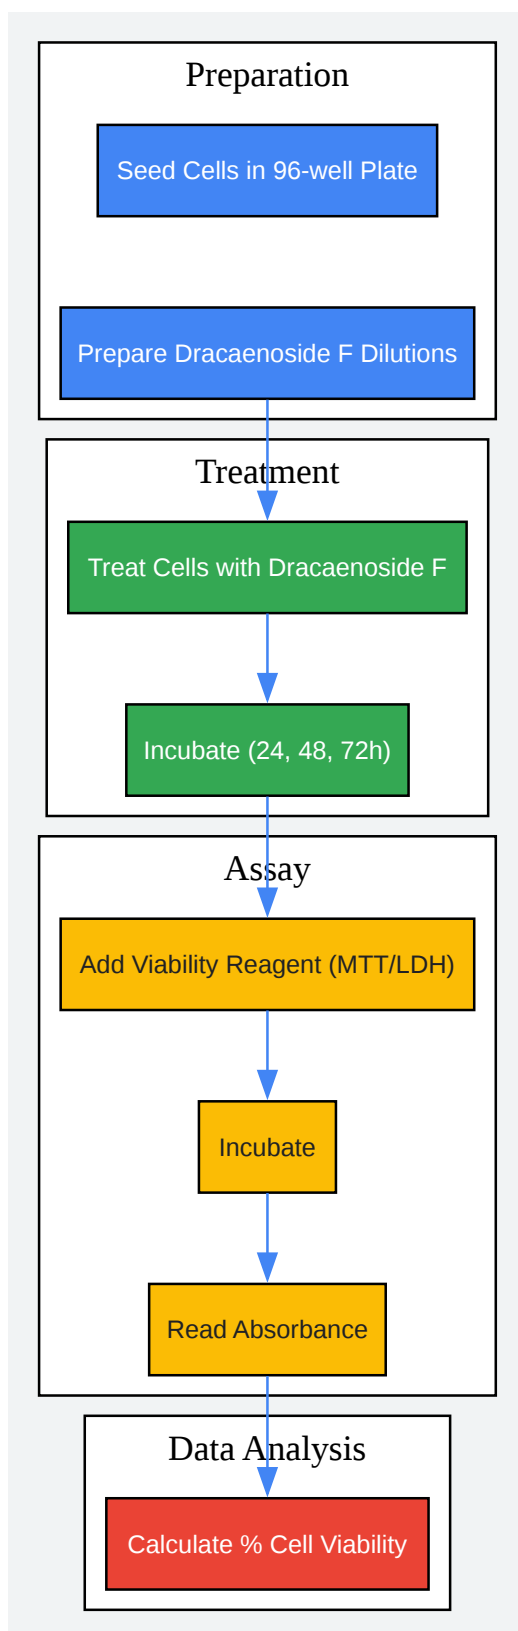 Preparation
Seed Cells in 96-well Plate
Prepare Dracaenoside F Dilutions
Treatment
Treat Cells with Dracaenoside F
Incubate (24, 48, 72h)
Assay
Add Viability Reagent (MTT/LDH)
Incubate
Read Absorbance
Data Analysis
Calculate % Cell Viability